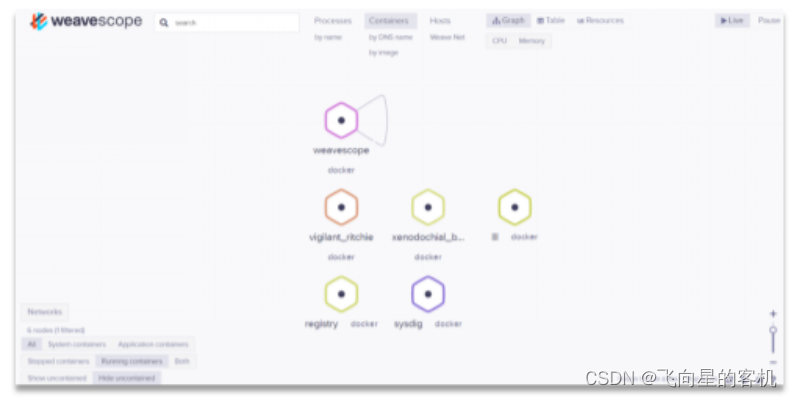 weavescope
search
Processes Containers Hosts
by name by DNS name Weave Net
by image
Graph Table Resources
CPU Memory
Live Pause
weavescope
docker
vigilant_ritchie
docker
xenodochial_b...
docker
docker
registry docker
sysdig docker
Networks
6 nodes (1 filtered)
All System containers Application containers
Stopped containers Running containers Both
Show uncontained Hide uncontained
CSDN @飞向星的客机